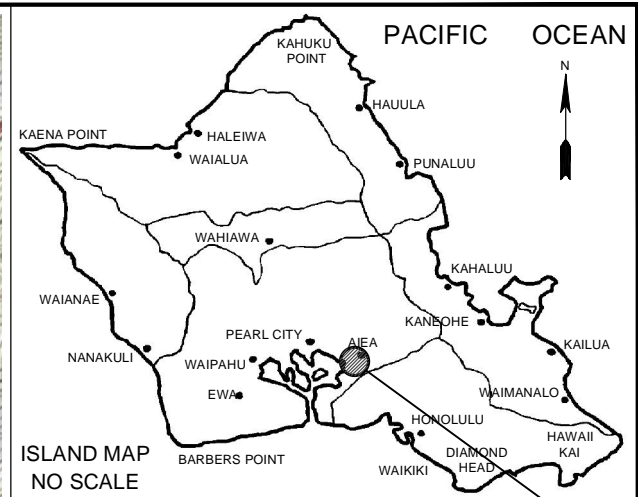 KAHUKU
POINT
PACIFIC OCEAN
N
HAUULA
KAENA POINT
HALEIWA
WAIALUA
PUNALUU
WAHIAWA
KAHALUU
WAIANAE
KANEOHE
PEARL CITY
AIEA
KAILUA
NANAKULI
WAIPAHU
EWA
WAIMANALO
HONOLULU
HAWAII
KAI
DIAMOND
HEAD
WAIKIKI
BARBERS POINT
ISLAND MAP
NO SCALE